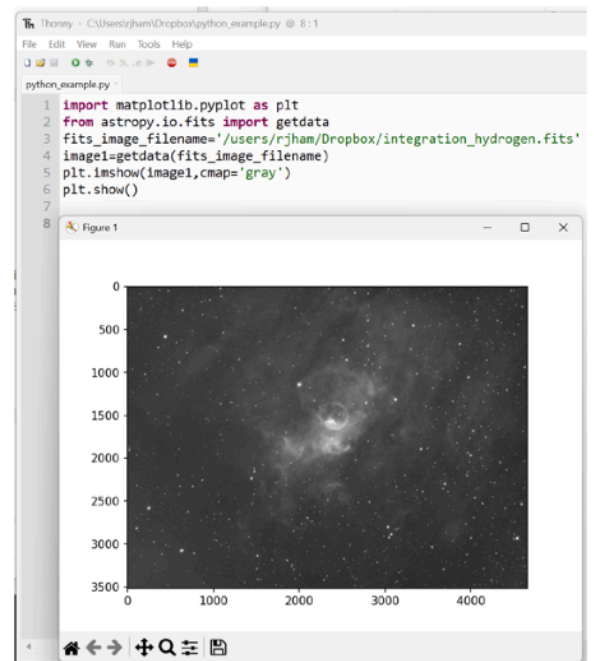 Thonny - C:\Users\rjham\Dropbox\python_example.py @ 8:1
File Edit View Run Tools Help
python_example.py
1 import matplotlib.pyplot as plt
2 from astropy.io.fits import getdata
3 fits_image_filename='/users/rjham/Dropbox/integration_hydrogen.fits'
4 image1=getdata(fits_image_filename)
5 plt.imshow(image1,cmap='gray')
6 plt.show()
7
8
Figure 1
0
500
1000
1500
2000
2500
3000
3500
0 1000 2000 3000 4000